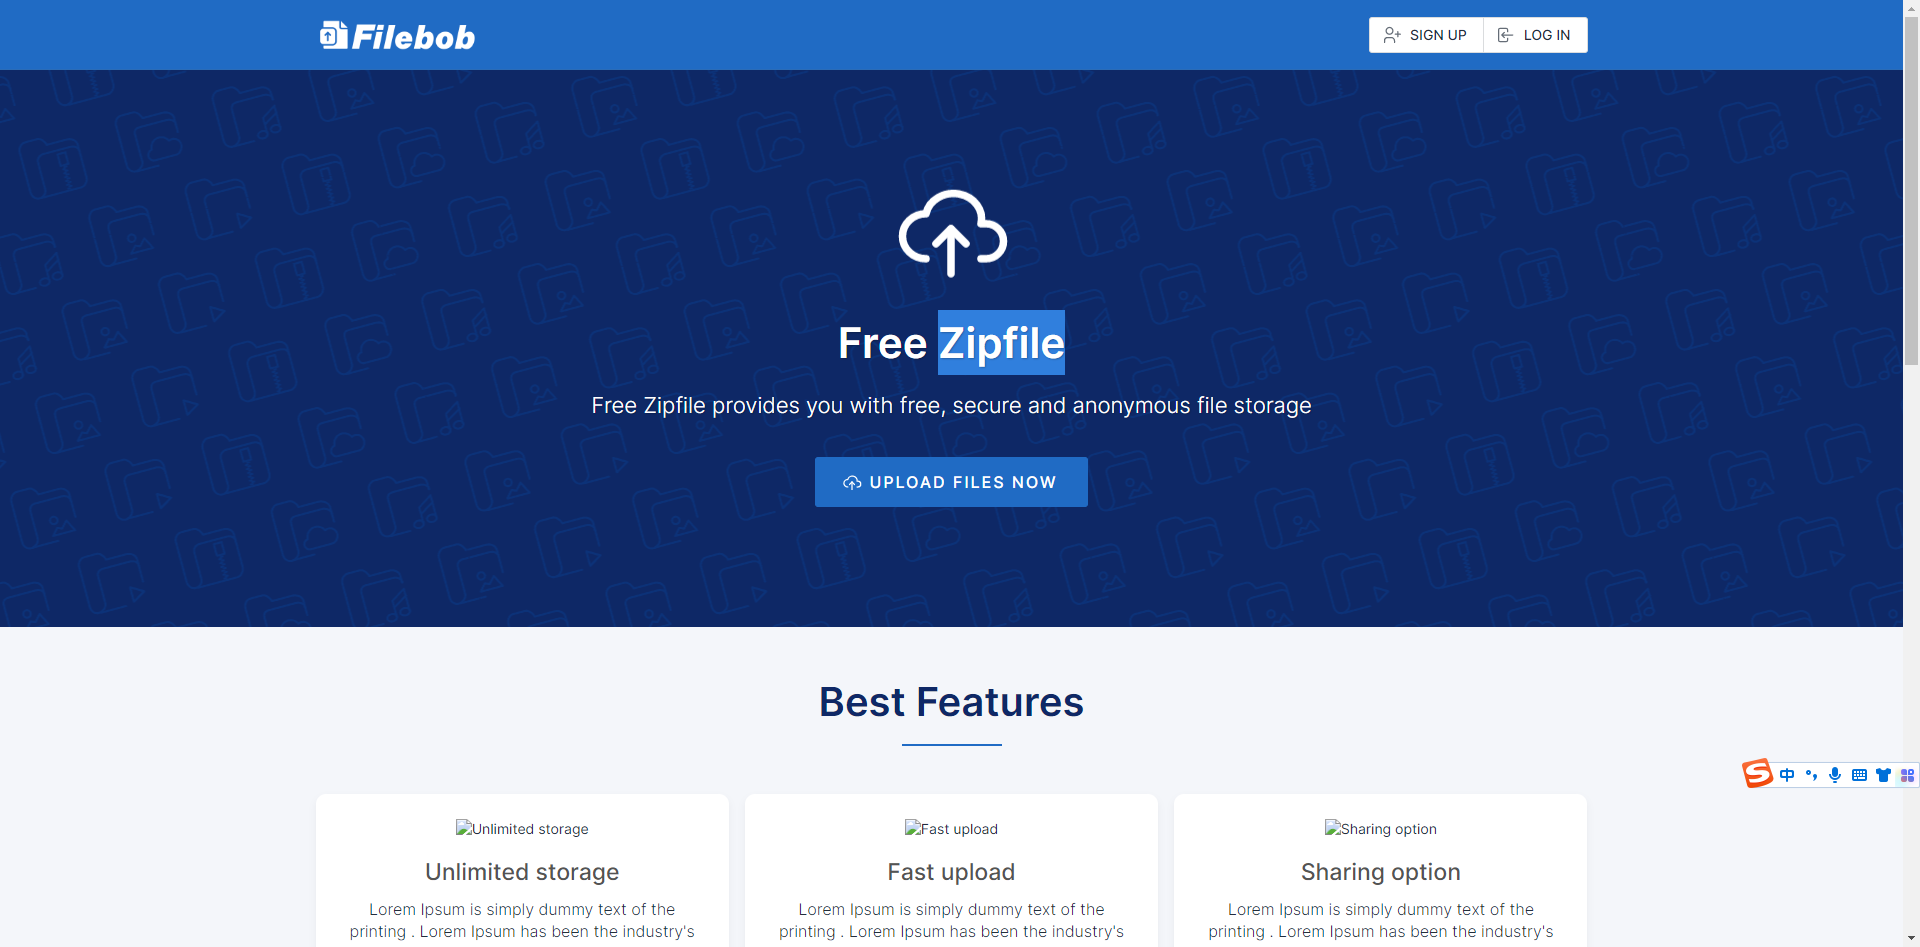 Filebob
SIGN UP
LOG IN
Free Zipfile
Free Zipfile provides you with free, secure and anonymous file storage
UPLOAD FILES NOW
Best Features
Unlimited storage
Fast upload
Sharing option
Unlimited storage
Lorem Ipsum is simply dummy text of the
printing . Lorem Ipsum has been the industry's
Fast upload
Lorem Ipsum is simply dummy text of the
printing . Lorem Ipsum has been the industry's
Sharing option
Lorem Ipsum is simply dummy text of the
printing . Lorem Ipsum has been the industry's
S 中